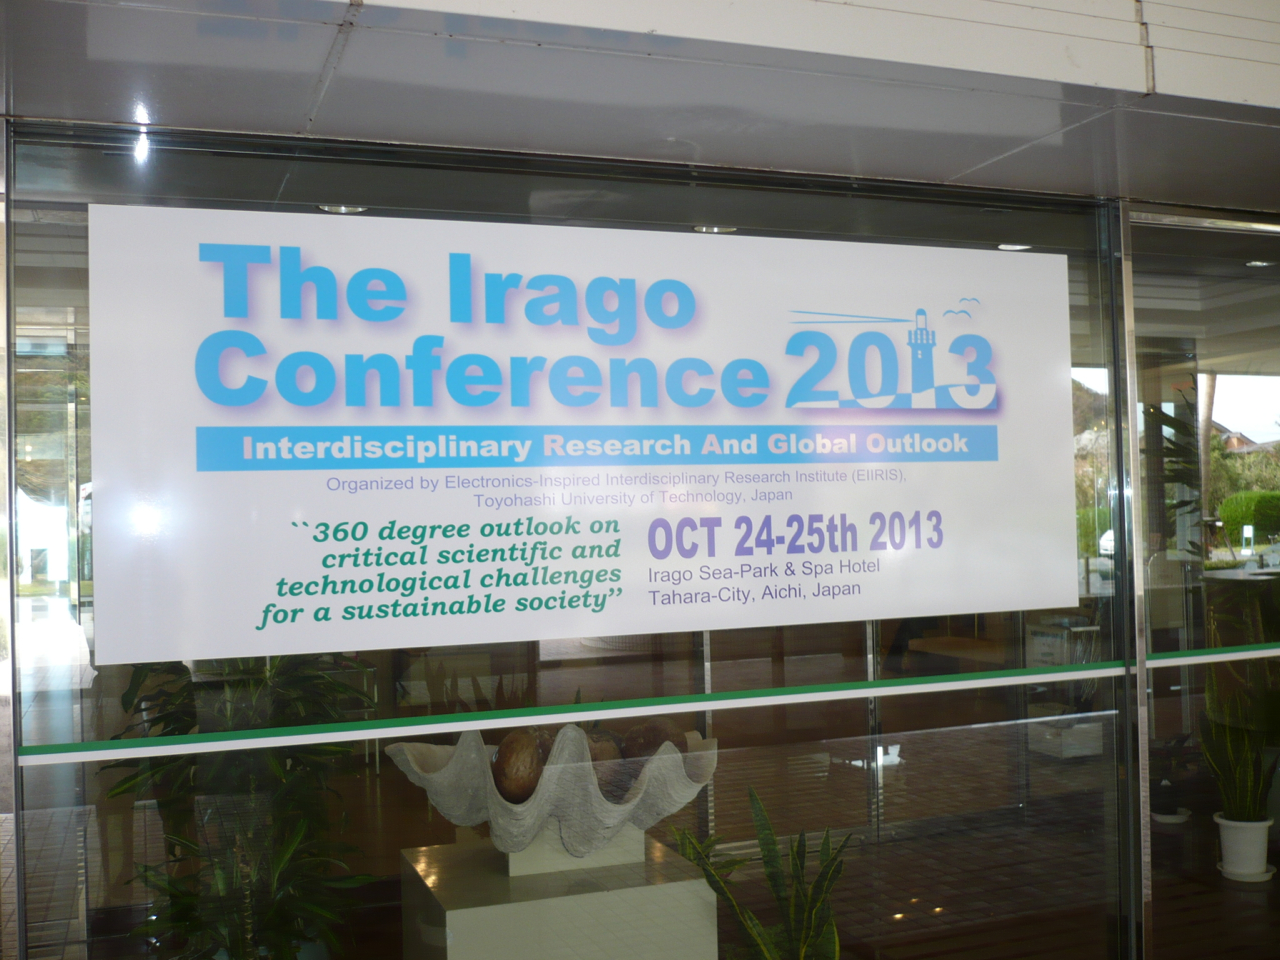 The Irago
Conference 2013
Interdisciplinary Research And Global Outlook
Organized by Electronics-Inspired Interdisciplinary Research Institute (EIIRIS),
Toyohashi University of Technology, Japan
``360 degree outlook on
critical scientific and
technological challenges
for a sustainable society”
OCT 24-25th 2013
Irago Sea-Park & Spa Hotel
Tahara-City, Aichi, Japan